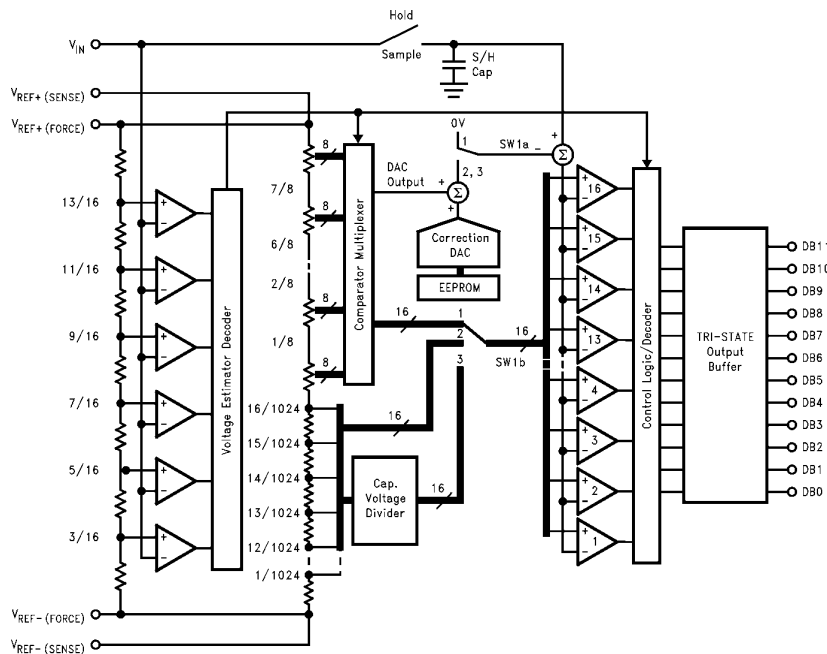 Hold
V IN
Sample
S/H
Cap
V REF+ (SENSE)
V REF+ (FORCE)
0V
1
SW1a
−
+
Σ
2, 3
8
7/8
8
6/8
2/8
8
1/8
8
Comparator Multiplexer
DAC
Output
+
Σ
+
Correction
DAC
EEPROM
13/16
+
−
11/16
+
−
9/16
+
−
7/16
+
−
5/16
+
−
3/16
+
−
Voltage Estimator Decoder
16
1
2
3
SW1b
16
16/1024
15/1024
14/1024
13/1024
12/1024
1/1024
16
Cap.
Voltage
Divider
16
+
−
16
+
−
15
+
−
14
+
−
13
+
−
4
+
−
3
+
−
2
+
−
1
Control Logic/Decoder
TRI-STATE
Output
Buffer
DB11
DB10
DB9
DB8
DB7
DB6
DB5
DB4
DB3
DB2
DB1
DB0
V REF− (FORCE)
V REF− (SENSE)